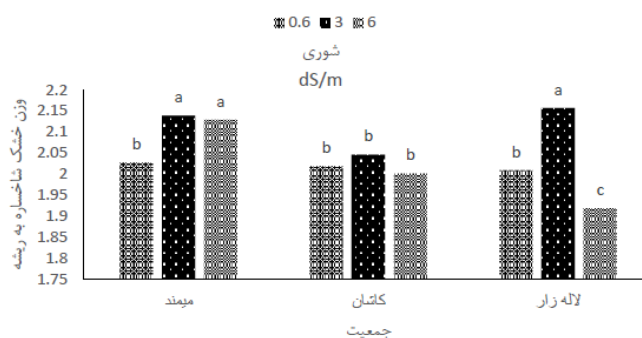 0.6 3 6
شوری
dS/m
وزن خشک شاخساره به ریشه
2.2
2.15
2.1
2.05
2
1.95
1.9
1.85
1.8
1.75
b a a b b b b a c
میمند کاشان لاله زار
جمعیت